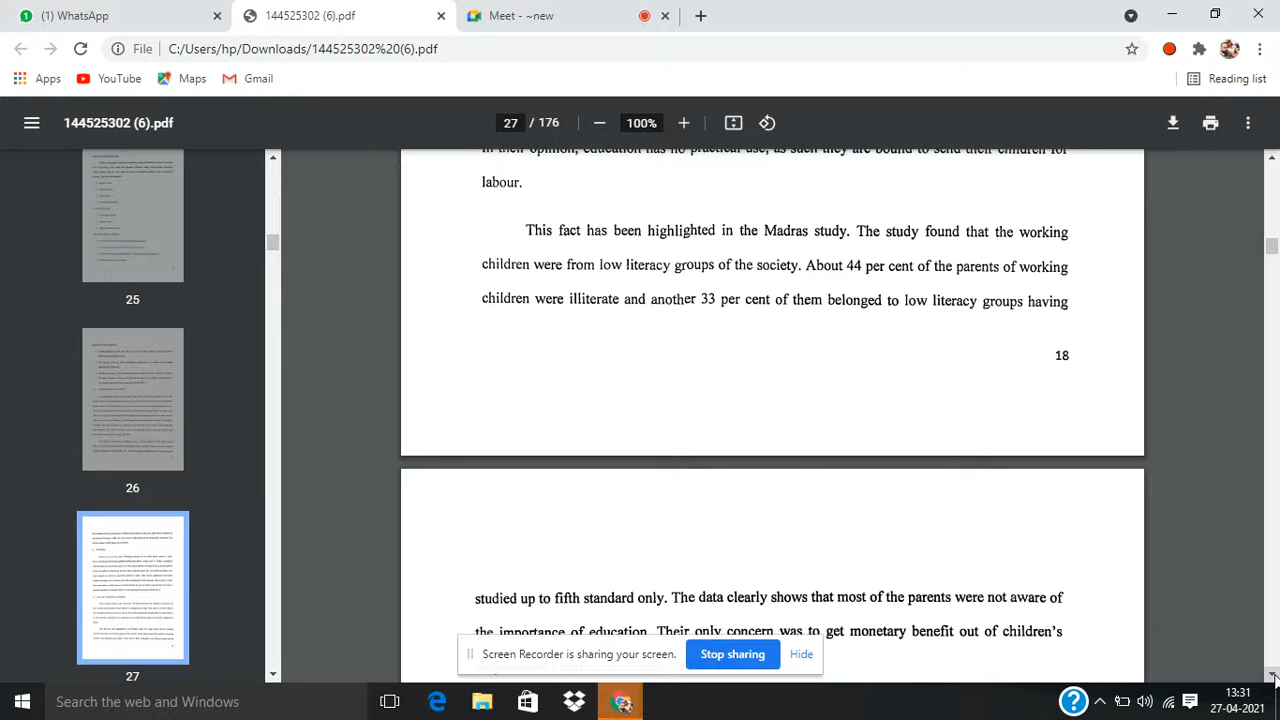 (1) WhatsApp
144525302 (6).pdf
Meet - ~new
File
C:/Users/hp/Downloads/144525302%20(6).pdf
Apps
YouTube
Maps
Gmail
Reading list
144525302 (6).pdf
27 / 176
100%
25
26
27
in their opinion, education has no practical use, as such they are bound to send their children for
labour.
This fact has been highlighted in the Madras study. The study found that the working
children were from low literacy groups of the society. About 44 per cent of the parents of working
children were illiterate and another 33 per cent of them belonged to low literacy groups having
18
studied up to fifth standard only. The data clearly shows that most of the parents were not aware of
the importance of education. Their only concern was to get monetary benefit out of children's
Screen Recorder is sharing your screen.
Stop sharing
Hide
Search the web and Windows
13:31
27-04-2021